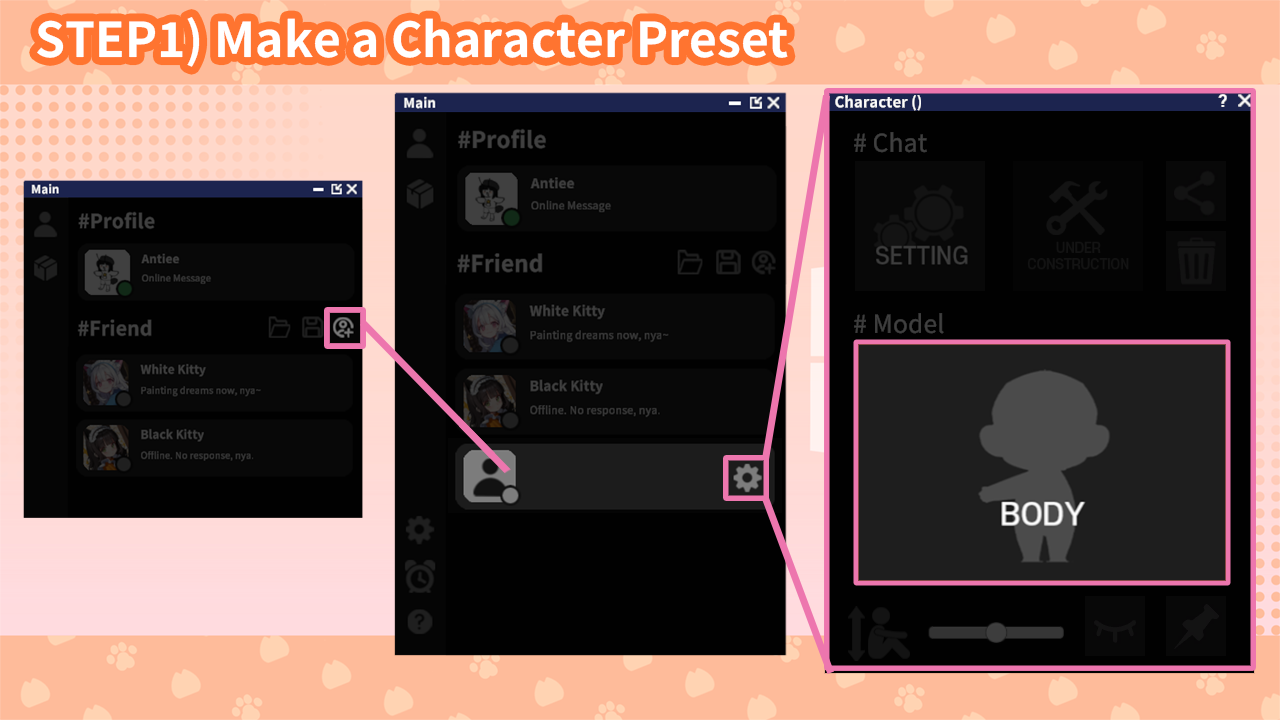 STEP1) Make a Character Preset
Main
#Profile
Antiee
Online Message
#Friend
White Kitty
Painting dreams now, nya~
Black Kitty
Offline. No response, nya.
Main
#Profile
Antiee
Online Message
#Friend
White Kitty
Painting dreams now, nya~
Black Kitty
Offline. No response, nya.
?
Character ()
?
# Chat
SETTING
UNDER
CONSTRUCTION
# Model
BODY